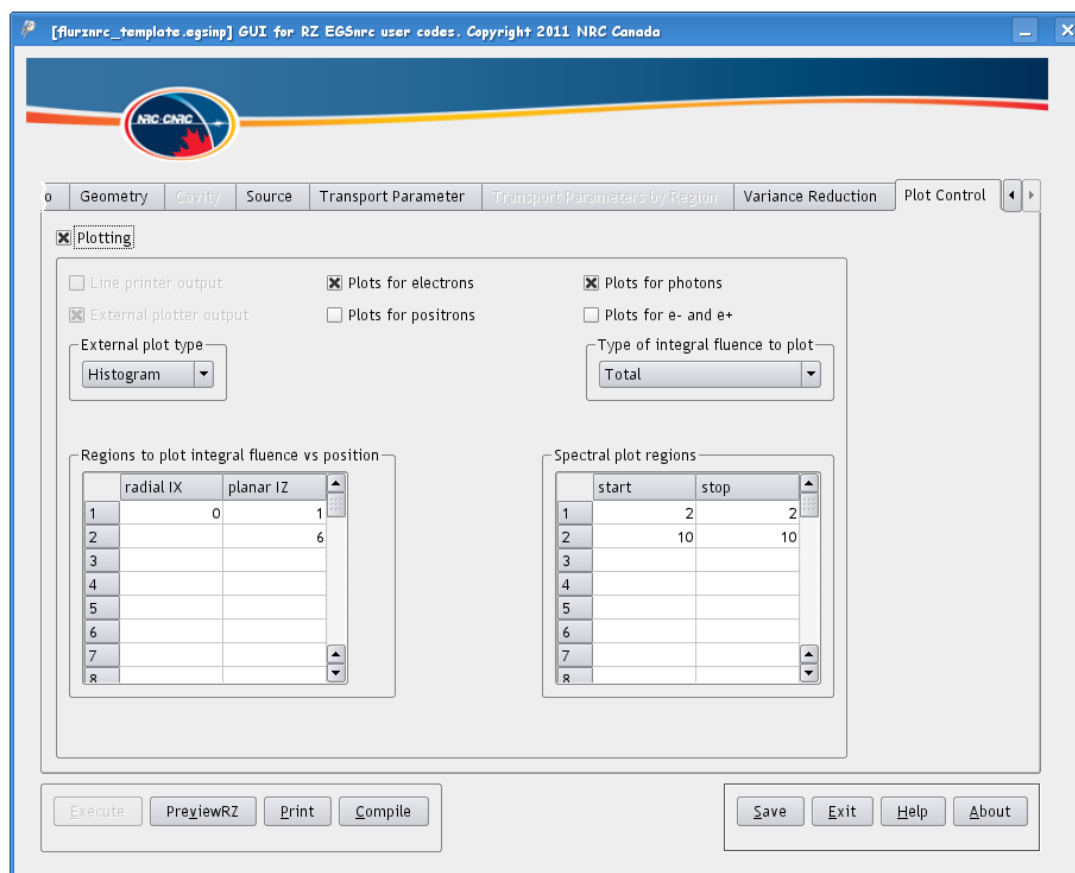 [flurznrc_template.egsinp] GUI for RZ EGSnrc user codes. Copyright 2011 NRC Canada
NRC·CNRC
o Geometry Cavity Source Transport Parameter Transport Parameters by Region Variance Reduction Plot Control
Plotting
Line printer output Plots for electrons Plots for photons
External plotter output Plots for positrons Plots for e- and e+
External plot type Type of integral fluence to plot
Histogram Total
Regions to plot integral fluence vs position Spectral plot regions
radial IX planar IZ start stop
1 0 1 1 2 2
2 6 2 10 10
3 3
4 4
5 5
6 6
7 7
8 8
Execute PreviewRZ Print Compile Save Exit Help About